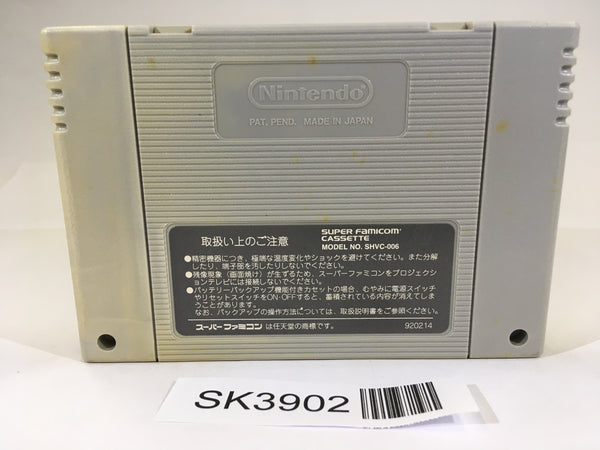 Nintendo
PAT. PEND. MADE IN JAPAN
取扱い上のご注意
SUPER FAMICOM
CASSETTE
MODEL NO. SHVC-006
●精密機器につき、極端な温度変化やショックを避けてください。また分解
したり、端子部を汚したりしないでください。
●残像現象(画面焼け)が生ずるため、スーパーファミコンをプロジェクショ
ンテレビには接続しないでください。
●バッテリーバックアップ機能付きカセットの場合、むやみに電源スイッチ
やリセットスイッチをON・OFFすると、蓄積されている内容が消えてしま
うことがあります。
なお、バックアップの操作方法については、取扱説明書をご参照ください。
スーパーファミコン は任天堂の商標です。
920214
SK3902